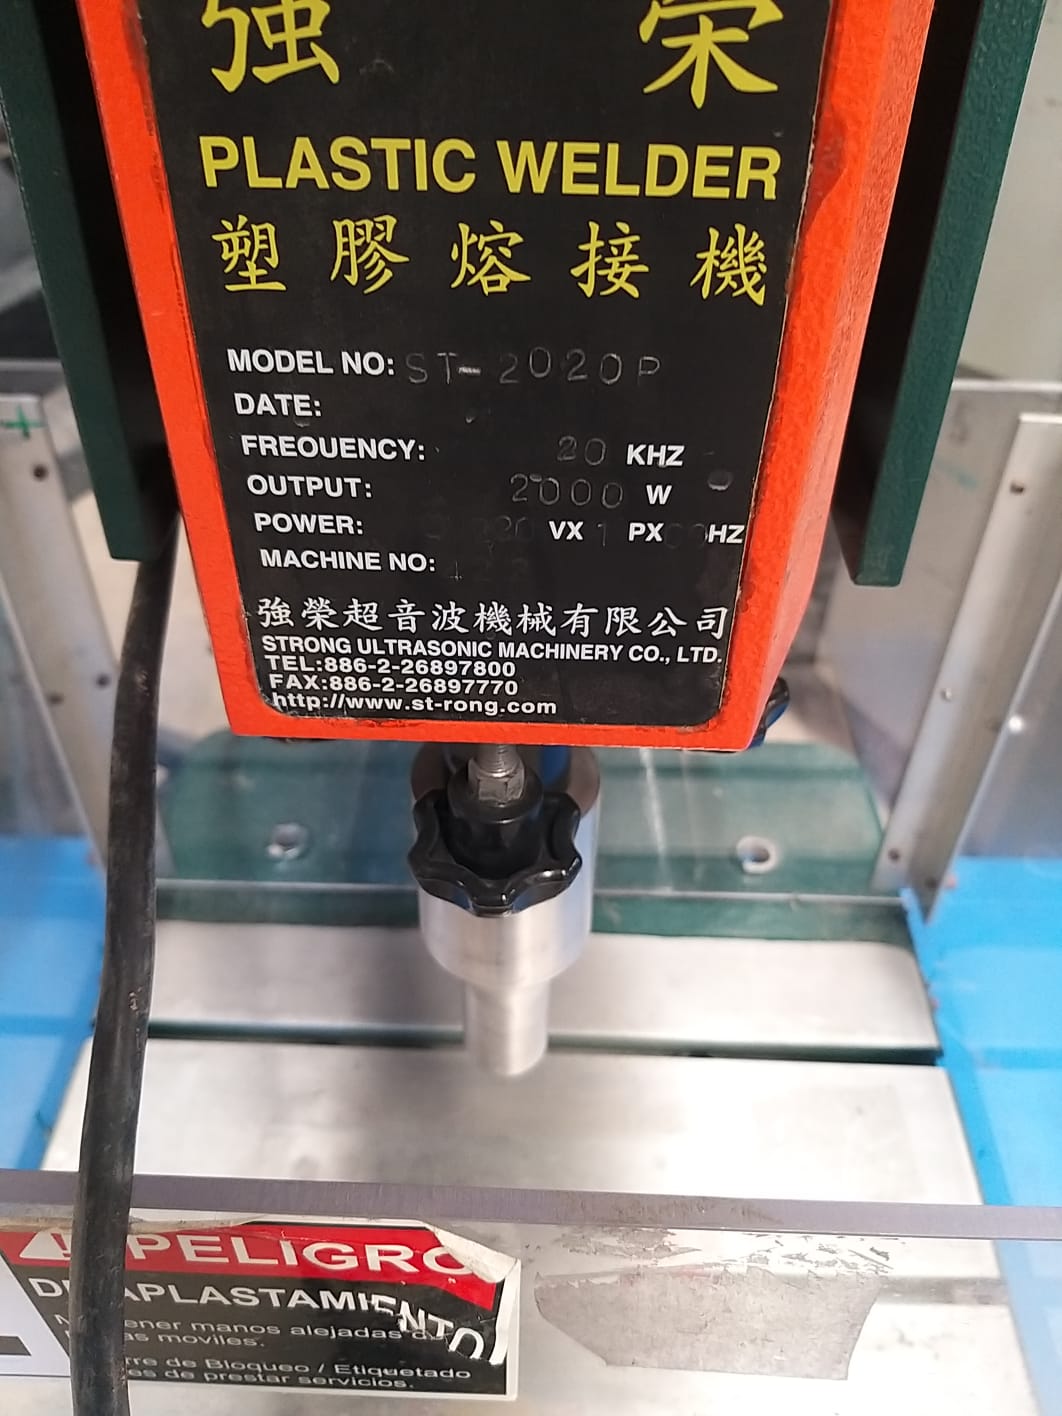 強 榮
PLASTIC WELDER
塑膠熔接機
MODEL NO: ST-2020P
DATE:
FREOUENCY: 20 KHZ
OUTPUT: 2000 W
POWER: VX 1 PX HZ
MACHINE NO:
強榮超音波機械有限公司
STRONG ULTRASONIC MACHINERY CO., LTD.
TEL:886-2-26897800
FAX:886-2-26897770
http://www.st-rong.com
PELIGRO
APLASTAMIENTO
manos alejadas
moviles.
de Bloqueo / Etiquetado
de prestar servicios.